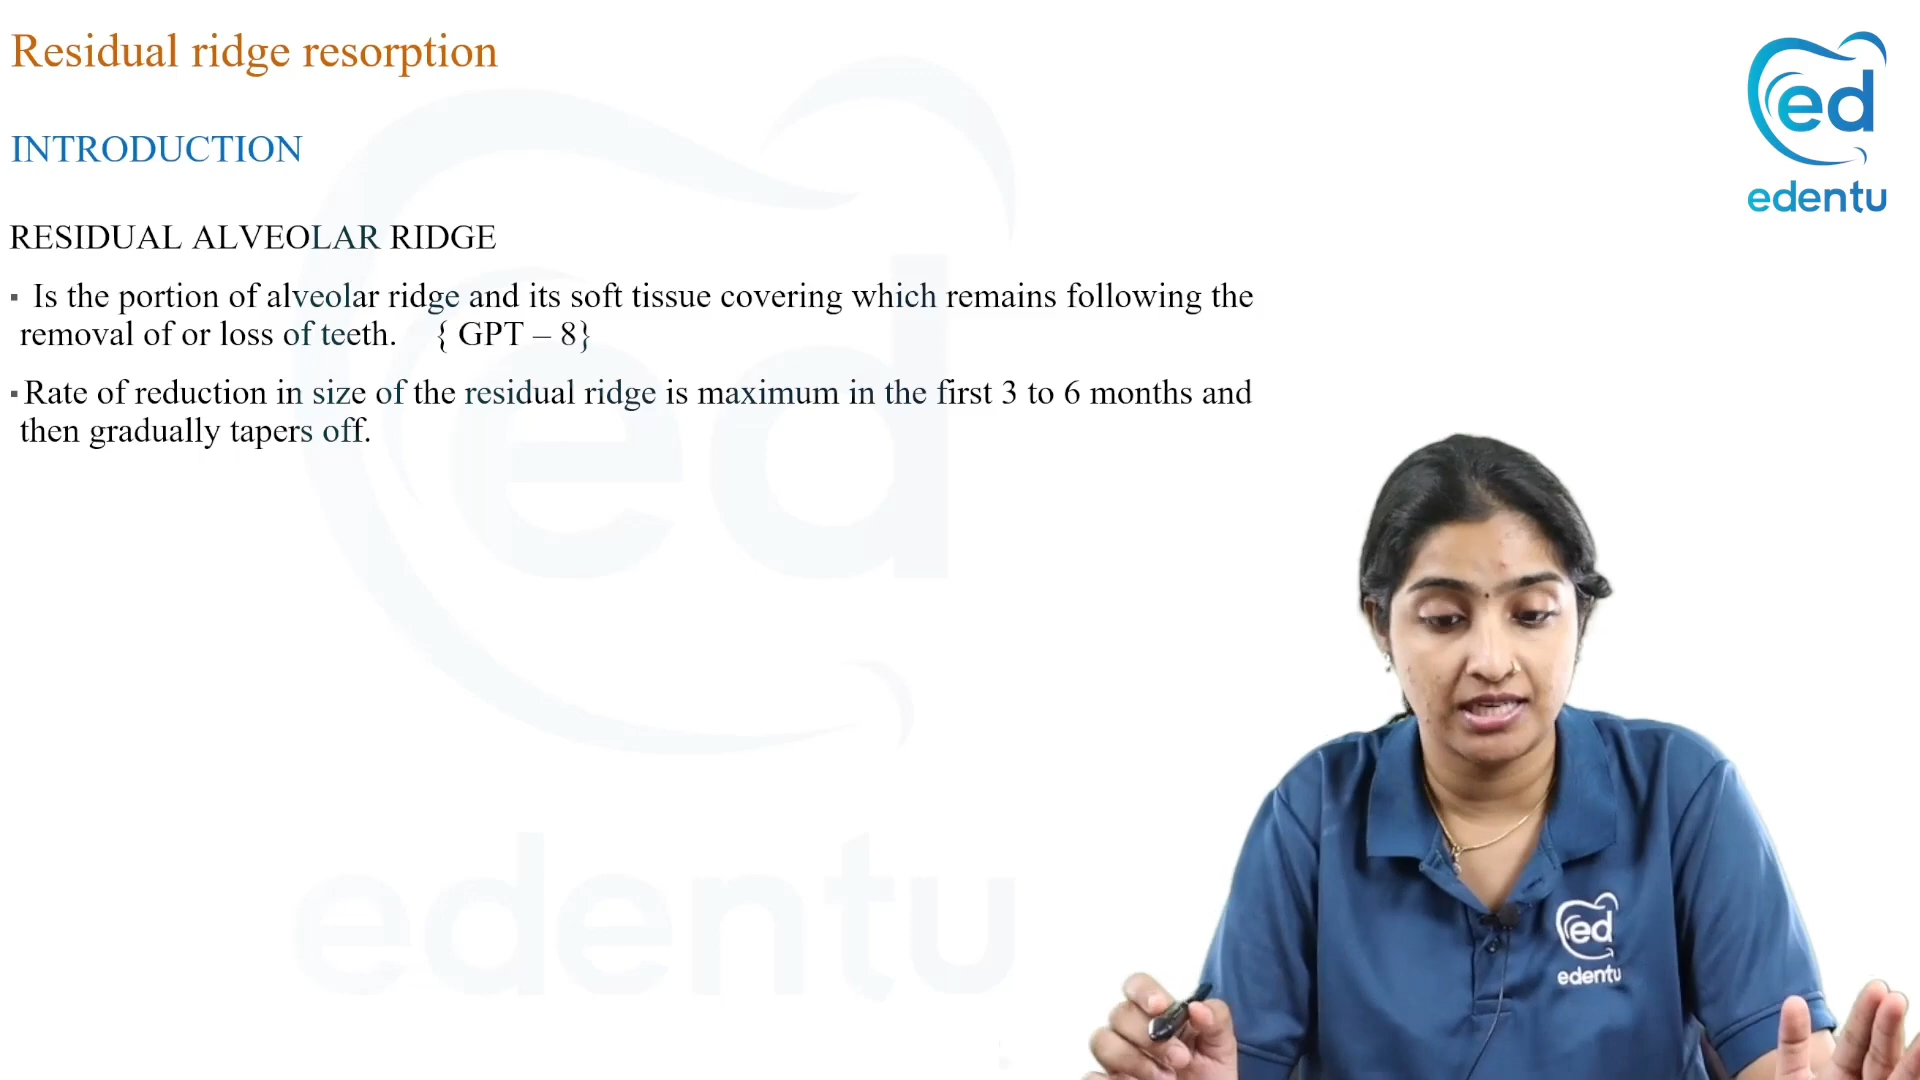 Residual ridge resorption
ed
edentu
INTRODUCTION
RESIDUAL ALVEOLAR RIDGE
▪ Is the portion of alveolar ridge and its soft tissue covering which remains following the
removal of or loss of teeth. { GPT – 8}
▪Rate of reduction in size of the residual ridge is maximum in the first 3 to 6 months and
then gradually tapers off.
ed
edentu
ed
edentu